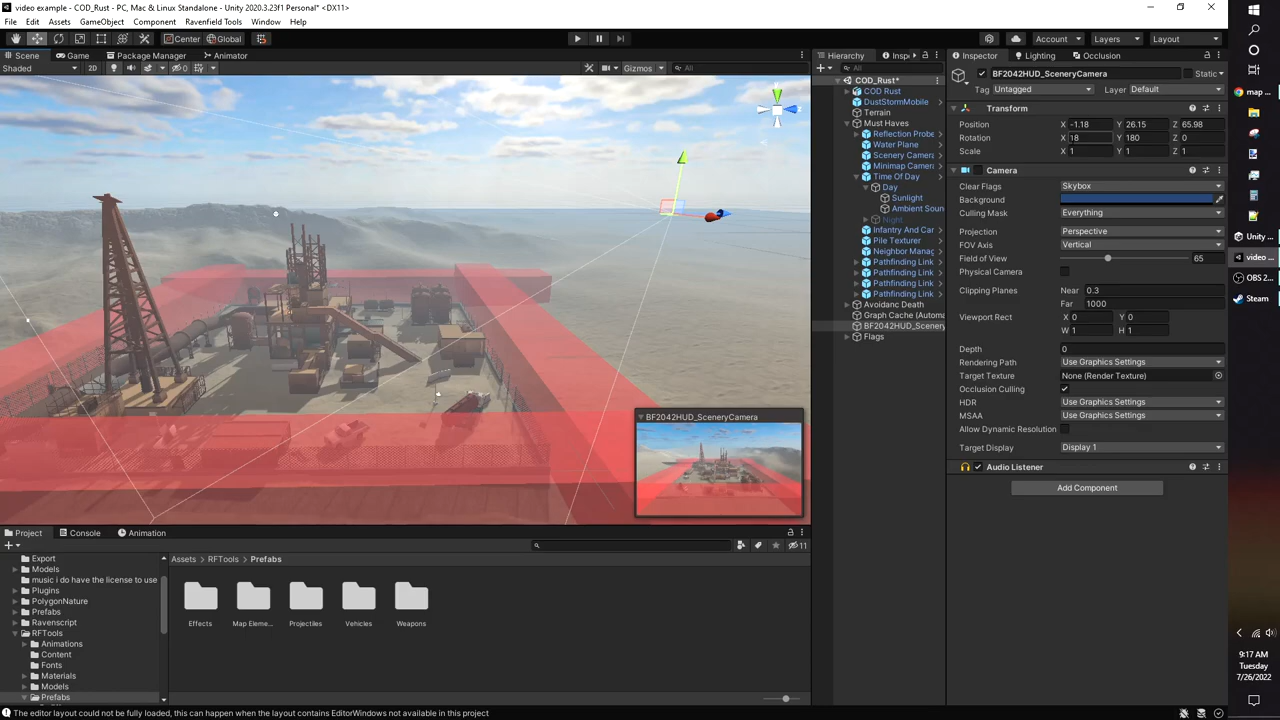 video example - COD_Rust - PC, Mac & Linux Standalone - Unity 2020.3.23f1 Personal* <DX11>
File Edit Assets GameObject Component Ravenfield Tools Window Help
Center Global Account Layers Layout
Scene Game Package Manager Animator
Shaded 2D 0 Gizmos All
Hierarchy Inspe
All
COD_Rust*
COD Rust
DustStormMobile
Terrain
Must Haves
Reflection Probe
Water Plane
Scenery Camera
Minimap Camera
Time Of Day
Day
Sunlight
Ambient Soun
Night
Infantry And Car
Pile Texturer
Neighbor Manag
Pathfinding Link
Pathfinding Link
Pathfinding Link
Pathfinding Link
Avoidanc Death
Graph Cache (Automa
BF2042HUD_Scenery
Flags
BF2042HUD_SceneryCamera
Inspector Lighting Occlusion
BF2042HUD_SceneryCamera Static
Tag Untagged Layer Default
Transform
Position X -1.18 Y 26.15 Z 65.98
Rotation X 18 Y 180 Z 0
Scale X 1 Y 1 Z 1
Camera
Clear Flags Skybox
Background
Culling Mask Everything
Projection Perspective
FOV Axis Vertical
Field of View 65
Physical Camera
Clipping Planes Near 0.3
Far 1000
Viewport Rect X 0 Y 0
W 1 H 1
Depth 0
Rendering Path Use Graphics Settings
Target Texture None (Render Texture)
Occlusion Culling
HDR Use Graphics Settings
MSAA Use Graphics Settings
Allow Dynamic Resolution
Target Display Display 1
Audio Listener
Add Component
Project Console Animation
11
Export
Models
music i do have the license to use
Plugins
PolygonNature
Prefabs
Ravenscript
RFTools
Animations
Content
Fonts
Materials
Models
Prefabs
Assets RFTools Prefabs
Effects Map Eleme... Projectiles Vehicles Weapons
The editor layout could not be fully loaded, this can happen when the layout contains EditorWindows not available in this project
map ...
Unity ...
video ...
OBS 2...
Steam
9:17 AM
Tuesday
7/26/2022